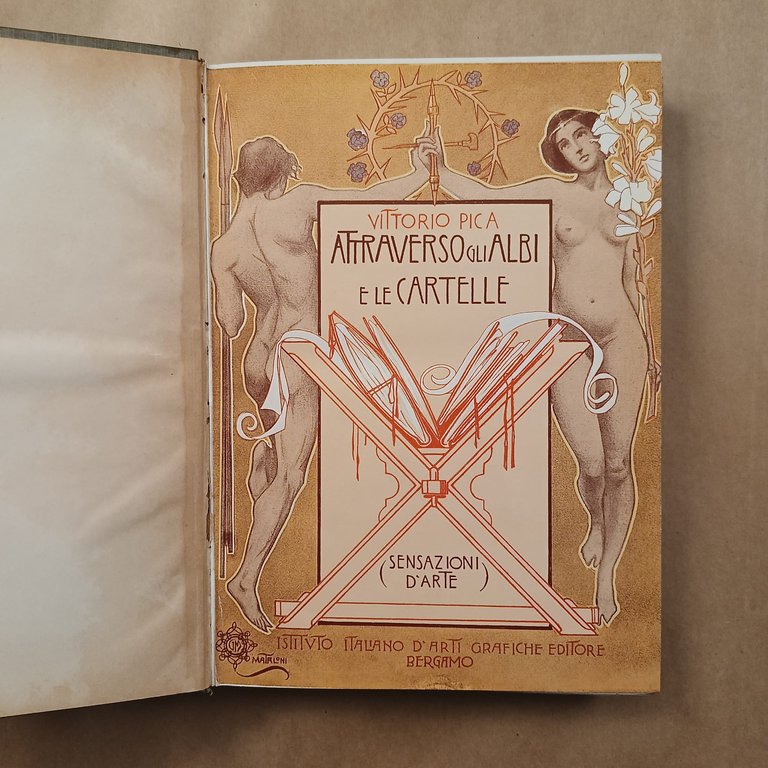 VITTORIO PICA
ATTRAVERSO GLI ALBI
E LE CARTELLE
(SENSAZIONI
D'ARTE)
ISTITVTO ITALIANO D'ARTI GRAFICHE EDITORE
BERGAMO
MATALONI